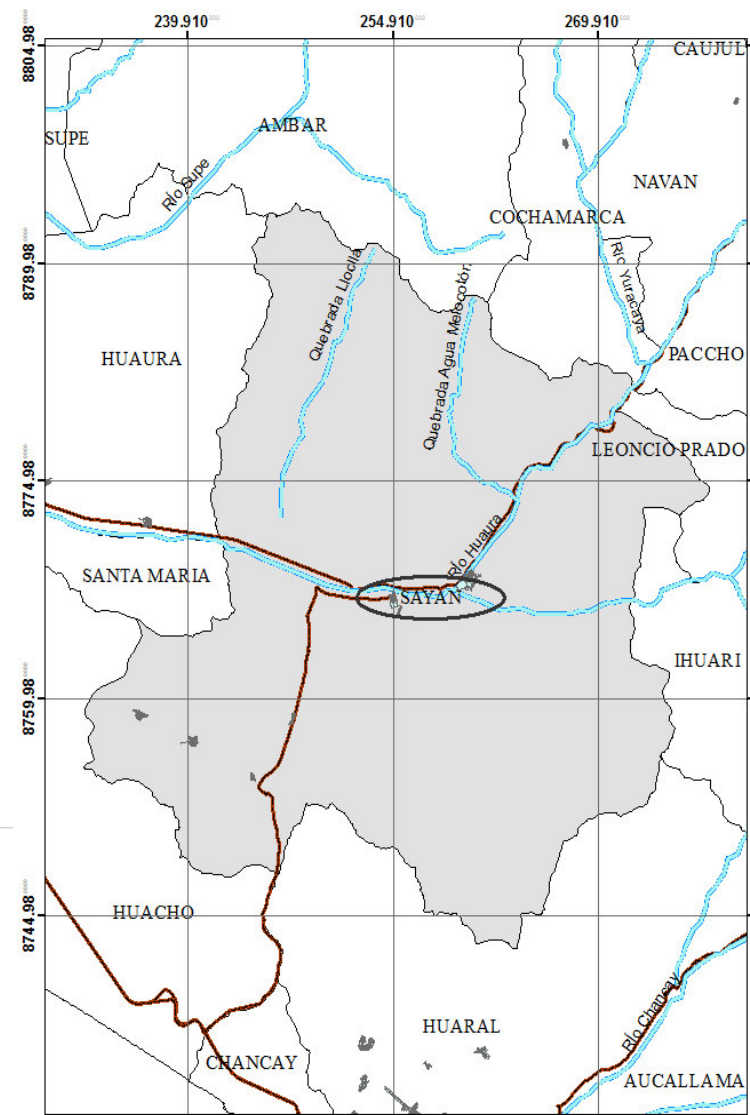 239.910 254.910 269.910
8804.98
CAUJUL
AMBAR
SUPE
Río Supe
NAVAN
COCHAMARCA
8789.98
Río Yuracaya
Quebrada Lloclla
Quebrada Agua Melocotón
HUAURA
PACCHO
LEONCIO PRADO
8774.98
Río Huaura
SANTA MARIA
SAYAN
IHUARI
8759.98
8744.98
HUACHO
Río Chancay
HUARAL
CHANCAY
AUCALLAMA